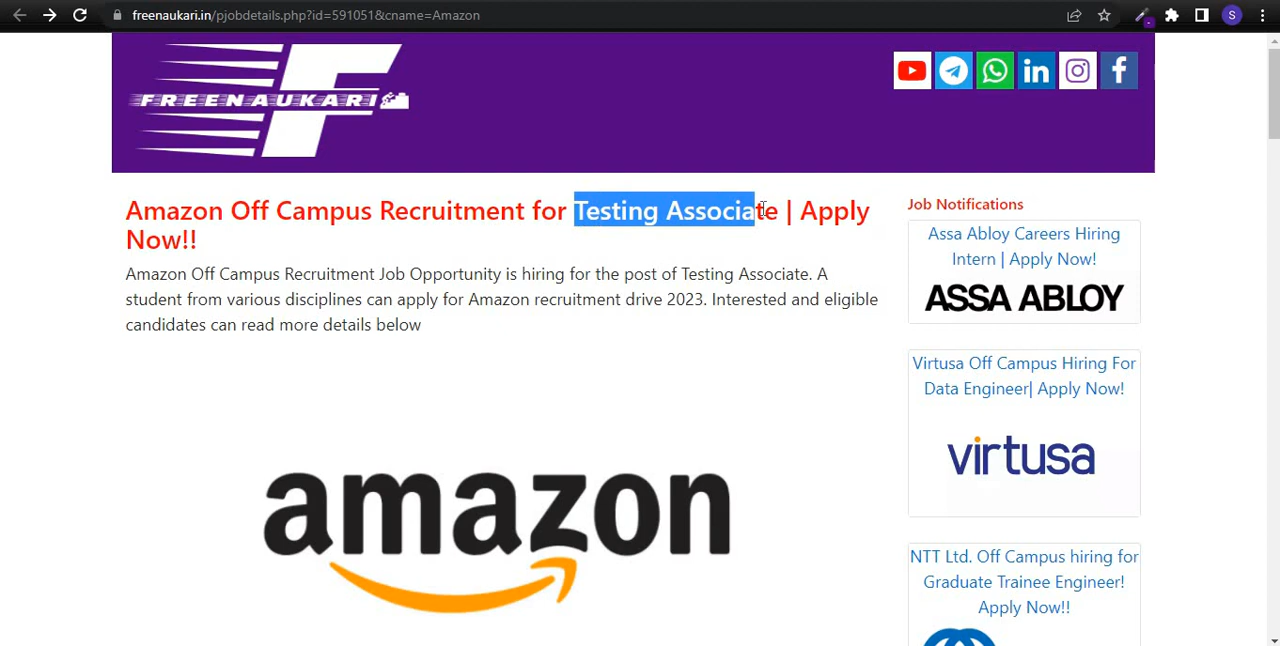 freenaukari.in/pjobdetails.php?id=591051&cname=Amazon
S
FREENAUKARI
Amazon Off Campus Recruitment for Testing Associate | Apply
Now!!
Amazon Off Campus Recruitment Job Opportunity is hiring for the post of Testing Associate. A
student from various disciplines can apply for Amazon recruitment drive 2023. Interested and eligible
candidates can read more details below
amazon
Job Notifications
Assa Abloy Careers Hiring
Intern | Apply Now!
ASSA ABLOY
Virtusa Off Campus Hiring For
Data Engineer| Apply Now!
virtusa
NTT Ltd. Off Campus hiring for
Graduate Trainee Engineer!
Apply Now!!